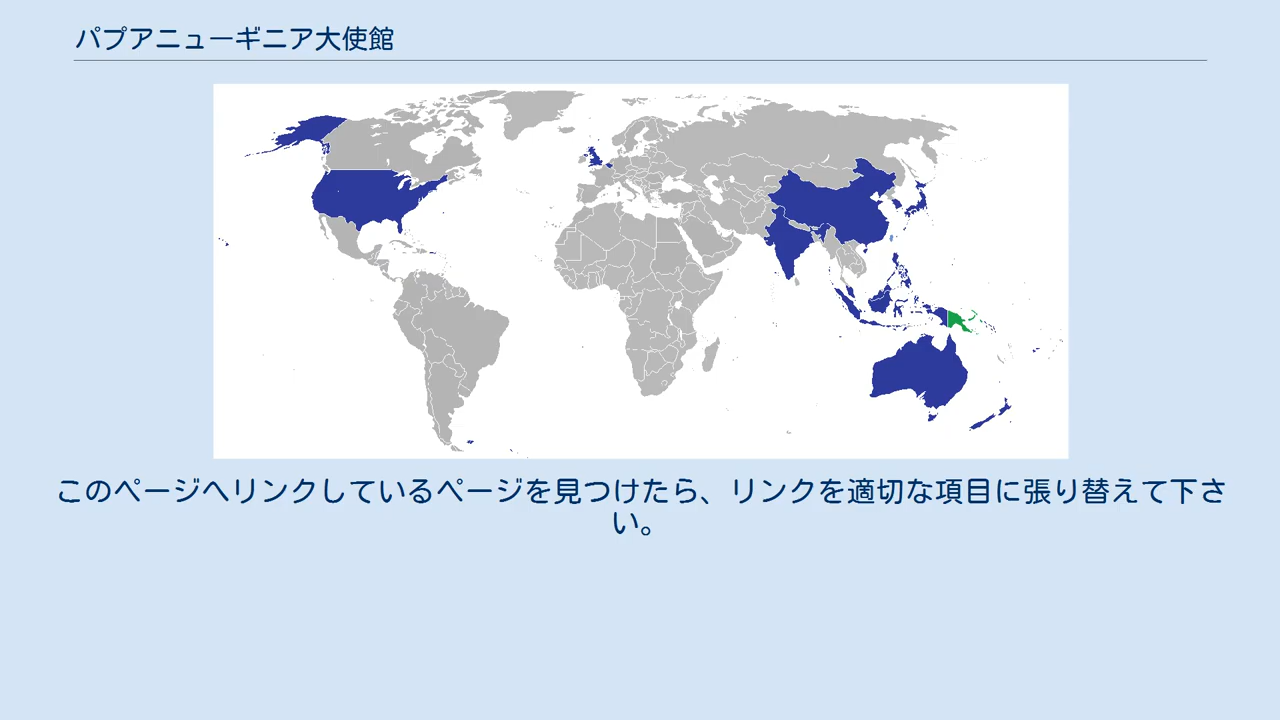 パプアニューギニア大使館
このページへリンクしているページを見つけたら、リンクを適切な項目に張り替えて下さ
い。